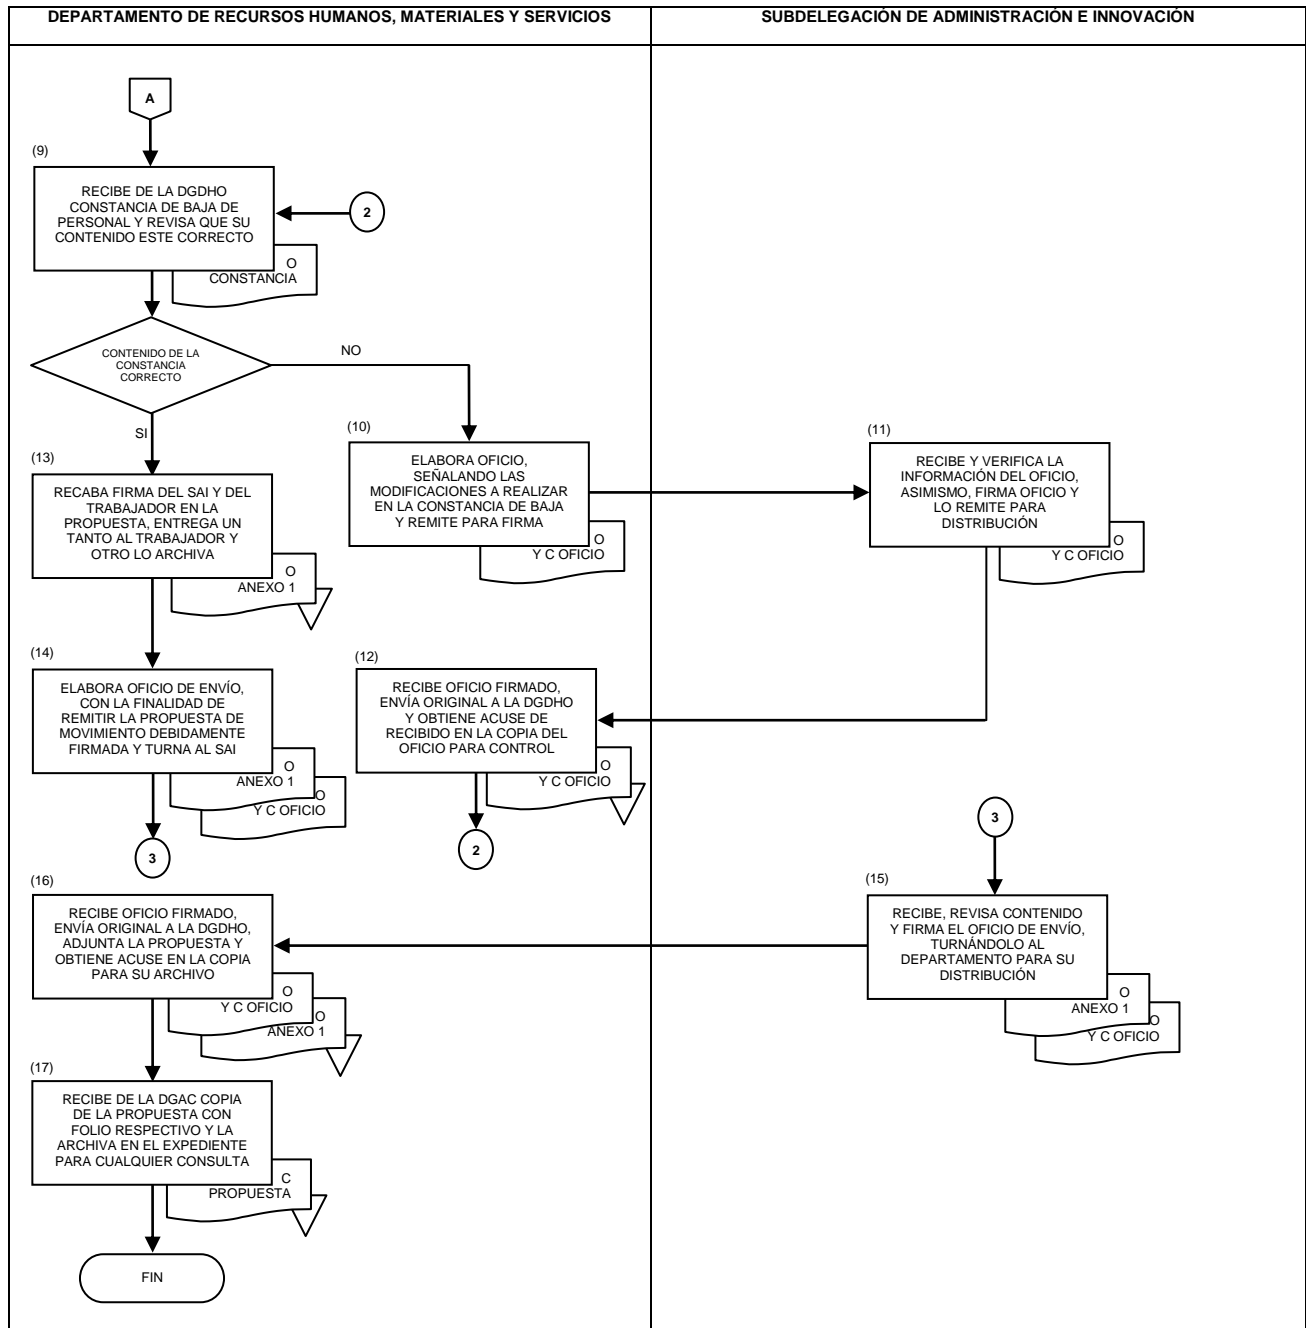 DEPARTAMENTO DE RECURSOS HUMANOS, MATERIALES Y SERVICIOS
SUBDELEGACIÓN DE ADMINISTRACIÓN E INNOVACIÓN
A
(9)
RECIBE DE LA DGDHO
CONSTANCIA DE BAJA DE
PERSONAL Y REVISA QUE SU
CONTENIDO ESTE CORRECTO
2
O
CONSTANCIA
CONTENIDO DE LA
CONSTANCIA
CORRECTO
NO
SI
(10)
ELABORA OFICIO,
SEÑALANDO LAS
MODIFICACIONES A REALIZAR
EN LA CONSTANCIA DE BAJA
Y REMITE PARA FIRMA
O
Y C OFICIO
(11)
RECIBE Y VERIFICA LA
INFORMACIÓN DEL OFICIO,
ASIMISMO, FIRMA OFICIO Y
LO REMITE PARA
DISTRIBUCIÓN
O
Y C OFICIO
(13)
RECABA FIRMA DEL SAI Y DEL
TRABAJADOR EN LA
PROPUESTA, ENTREGA UN
TANTO AL TRABAJADOR Y
OTRO LO ARCHIVA
O
ANEXO 1
(14)
ELABORA OFICIO DE ENVÍO,
CON LA FINALIDAD DE
REMITIR LA PROPUESTA DE
MOVIMIENTO DEBIDAMENTE
FIRMADA Y TURNA AL SAI
O
ANEXO 1
O
Y C OFICIO
3
(12)
RECIBE OFICIO FIRMADO,
ENVÍA ORIGINAL A LA DGDHO
Y OBTIENE ACUSE DE
RECIBIDO EN LA COPIA DEL
OFICIO PARA CONTROL
O
Y C OFICIO
2
3
(15)
RECIBE, REVISA CONTENIDO
Y FIRMA EL OFICIO DE ENVÍO,
TURNÁNDOLO AL
DEPARTAMENTO PARA SU
DISTRIBUCIÓN
O
ANEXO 1
O
Y C OFICIO
(16)
RECIBE OFICIO FIRMADO,
ENVÍA ORIGINAL A LA DGDHO,
ADJUNTA LA PROPUESTA Y
OBTIENE ACUSE EN LA COPIA
PARA SU ARCHIVO
O
Y C OFICIO
O
ANEXO 1
(17)
RECIBE DE LA DGAC COPIA
DE LA PROPUESTA CON
FOLIO RESPECTIVO Y LA
ARCHIVA EN EL EXPEDIENTE
PARA CUALQUIER CONSULTA
C
PROPUESTA
FIN